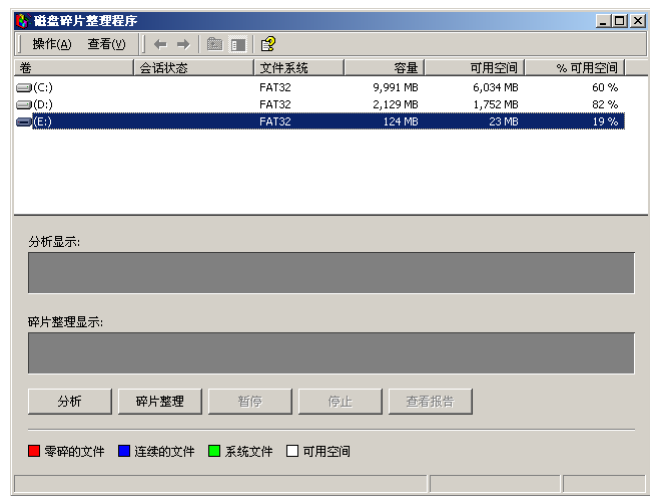 磁盘碎片整理程序
操作(A) 查看(V)
卷 会话状态 文件系统 容量 可用空间 % 可用空间
(C:) FAT32 9,991 MB 6,034 MB 60 %
(D:) FAT32 2,129 MB 1,752 MB 82 %
(E:) FAT32 124 MB 23 MB 19 %
分析显示:
碎片整理显示:
分析 碎片整理 暂停 停止 查看报告
零碎的文件 连续的文件 系统文件 可用空间